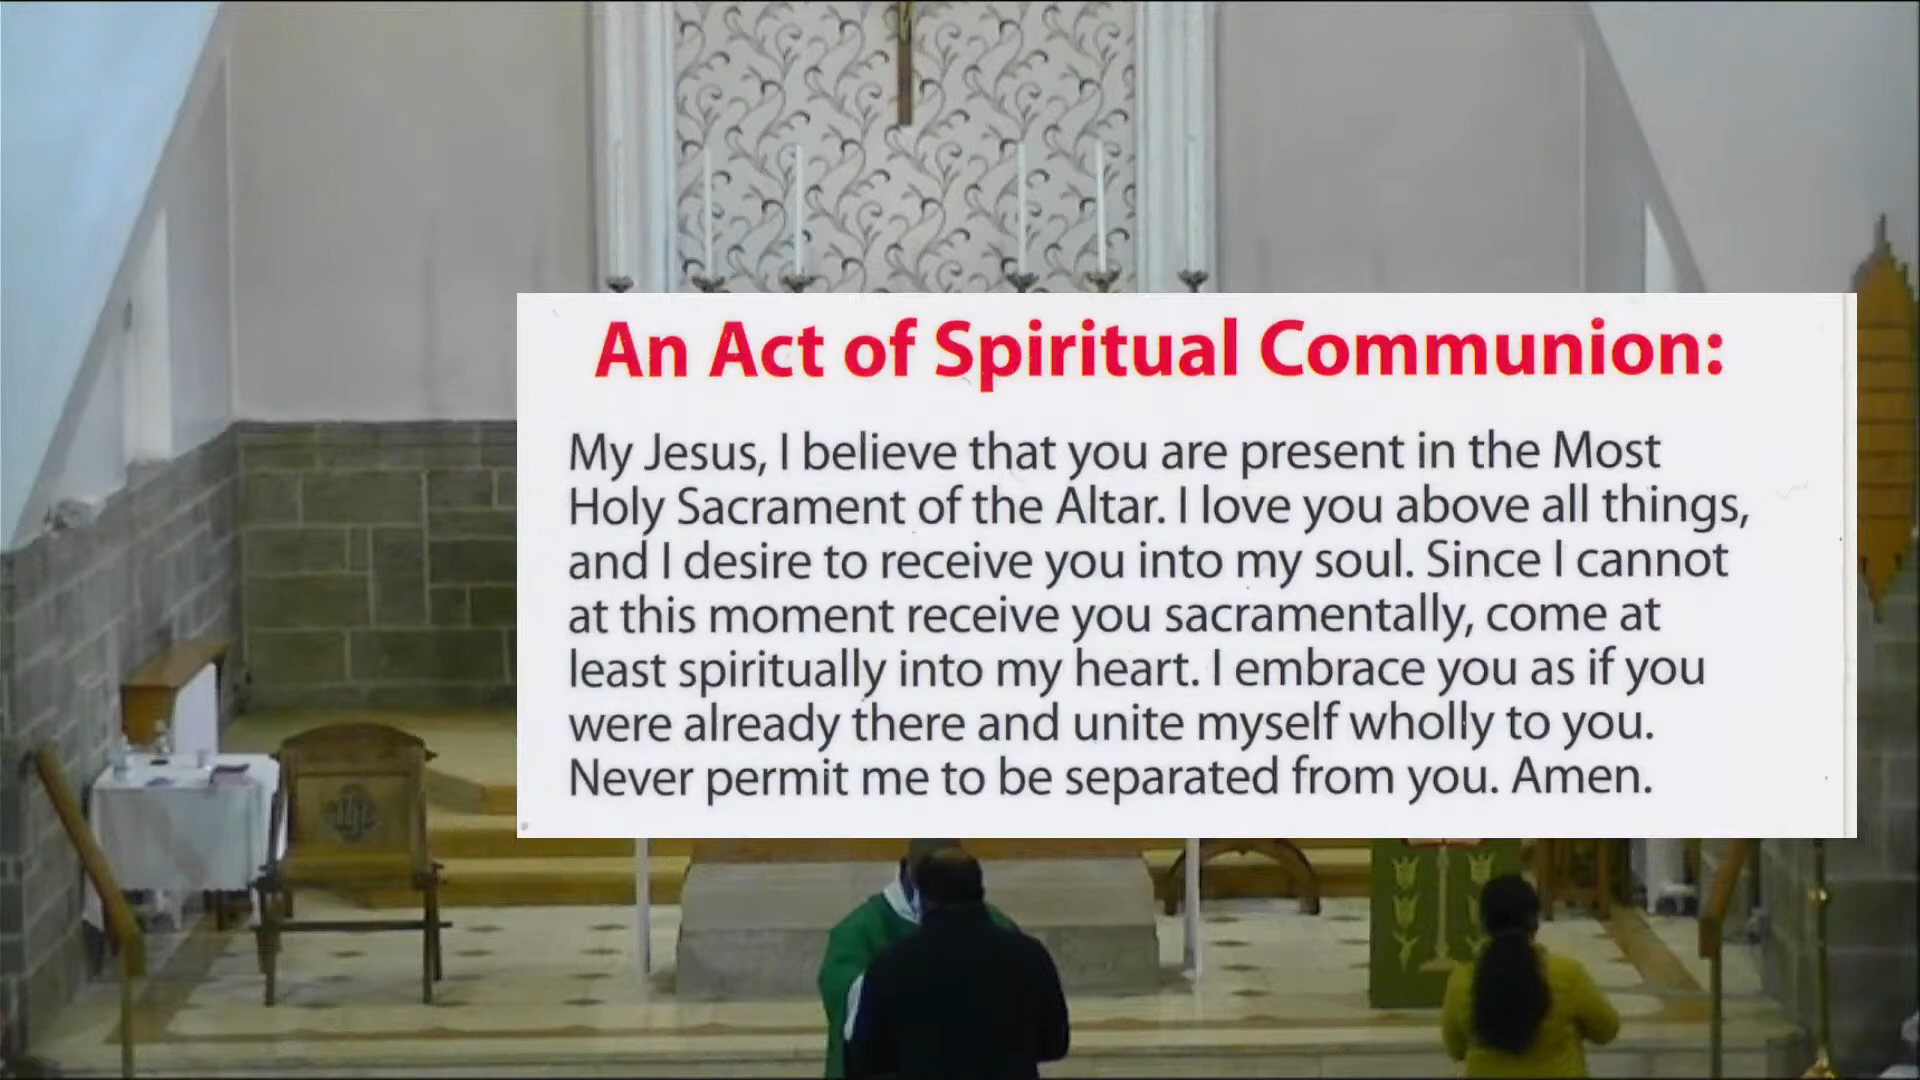 An Act of Spiritual Communion:
My Jesus, I believe that you are present in the Most
Holy Sacrament of the Altar. I love you above all things,
and I desire to receive you into my soul. Since I cannot
at this moment receive you sacramentally, come at
least spiritually into my heart. I embrace you as if you
were already there and unite myself wholly to you.
Never permit me to be separated from you. Amen.